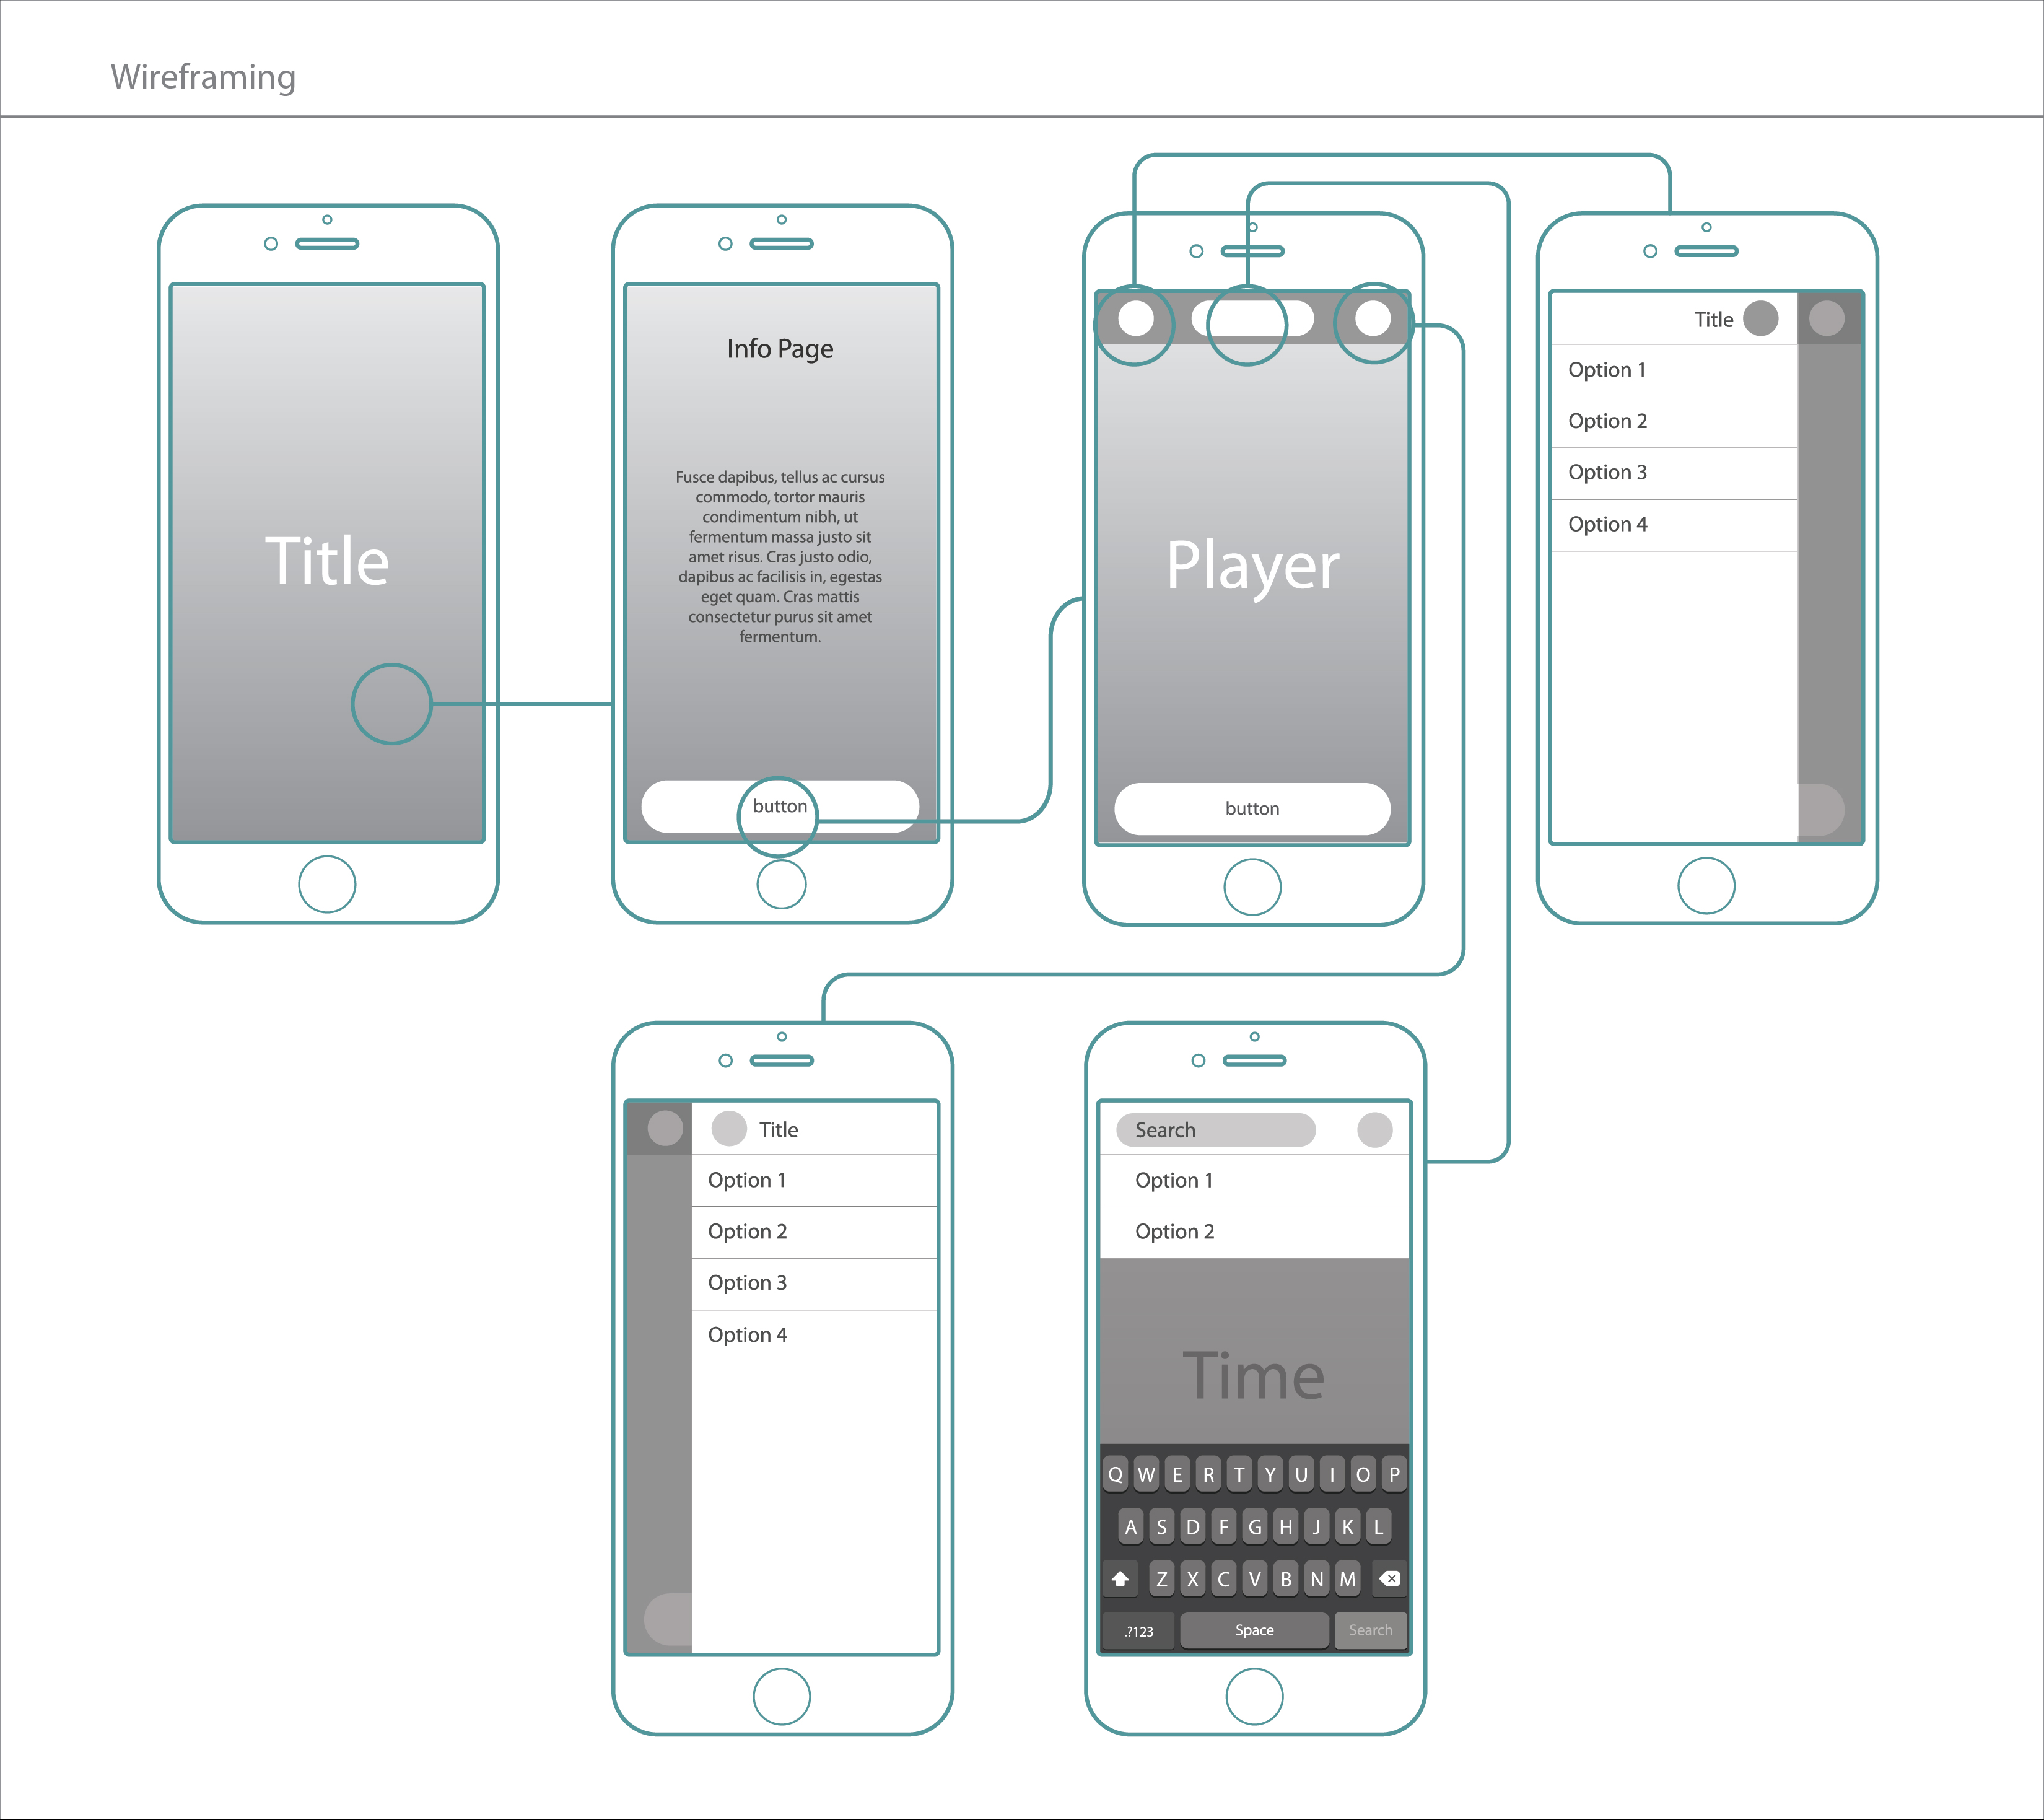 Wireframing
Title
Info Page
Fusce dapibus, tellus ac cursus
commodo, tortor mauris
condimentum nibh, ut
fermentum massa justo sit
amet risus. Cras justo odio,
dapibus ac facilisis in, egestas
eget quam. Cras mattis
consectetur purus sit amet
fermentum.
button
Player
button
Title
Option 1
Option 2
Option 3
Option 4
Title
Option 1
Option 2
Option 3
Option 4
Search
Option 1
Option 2
Time
Q W E R T Y U I O P
A S D F G H J K L
Z X C V B N M
.?123 Space Search